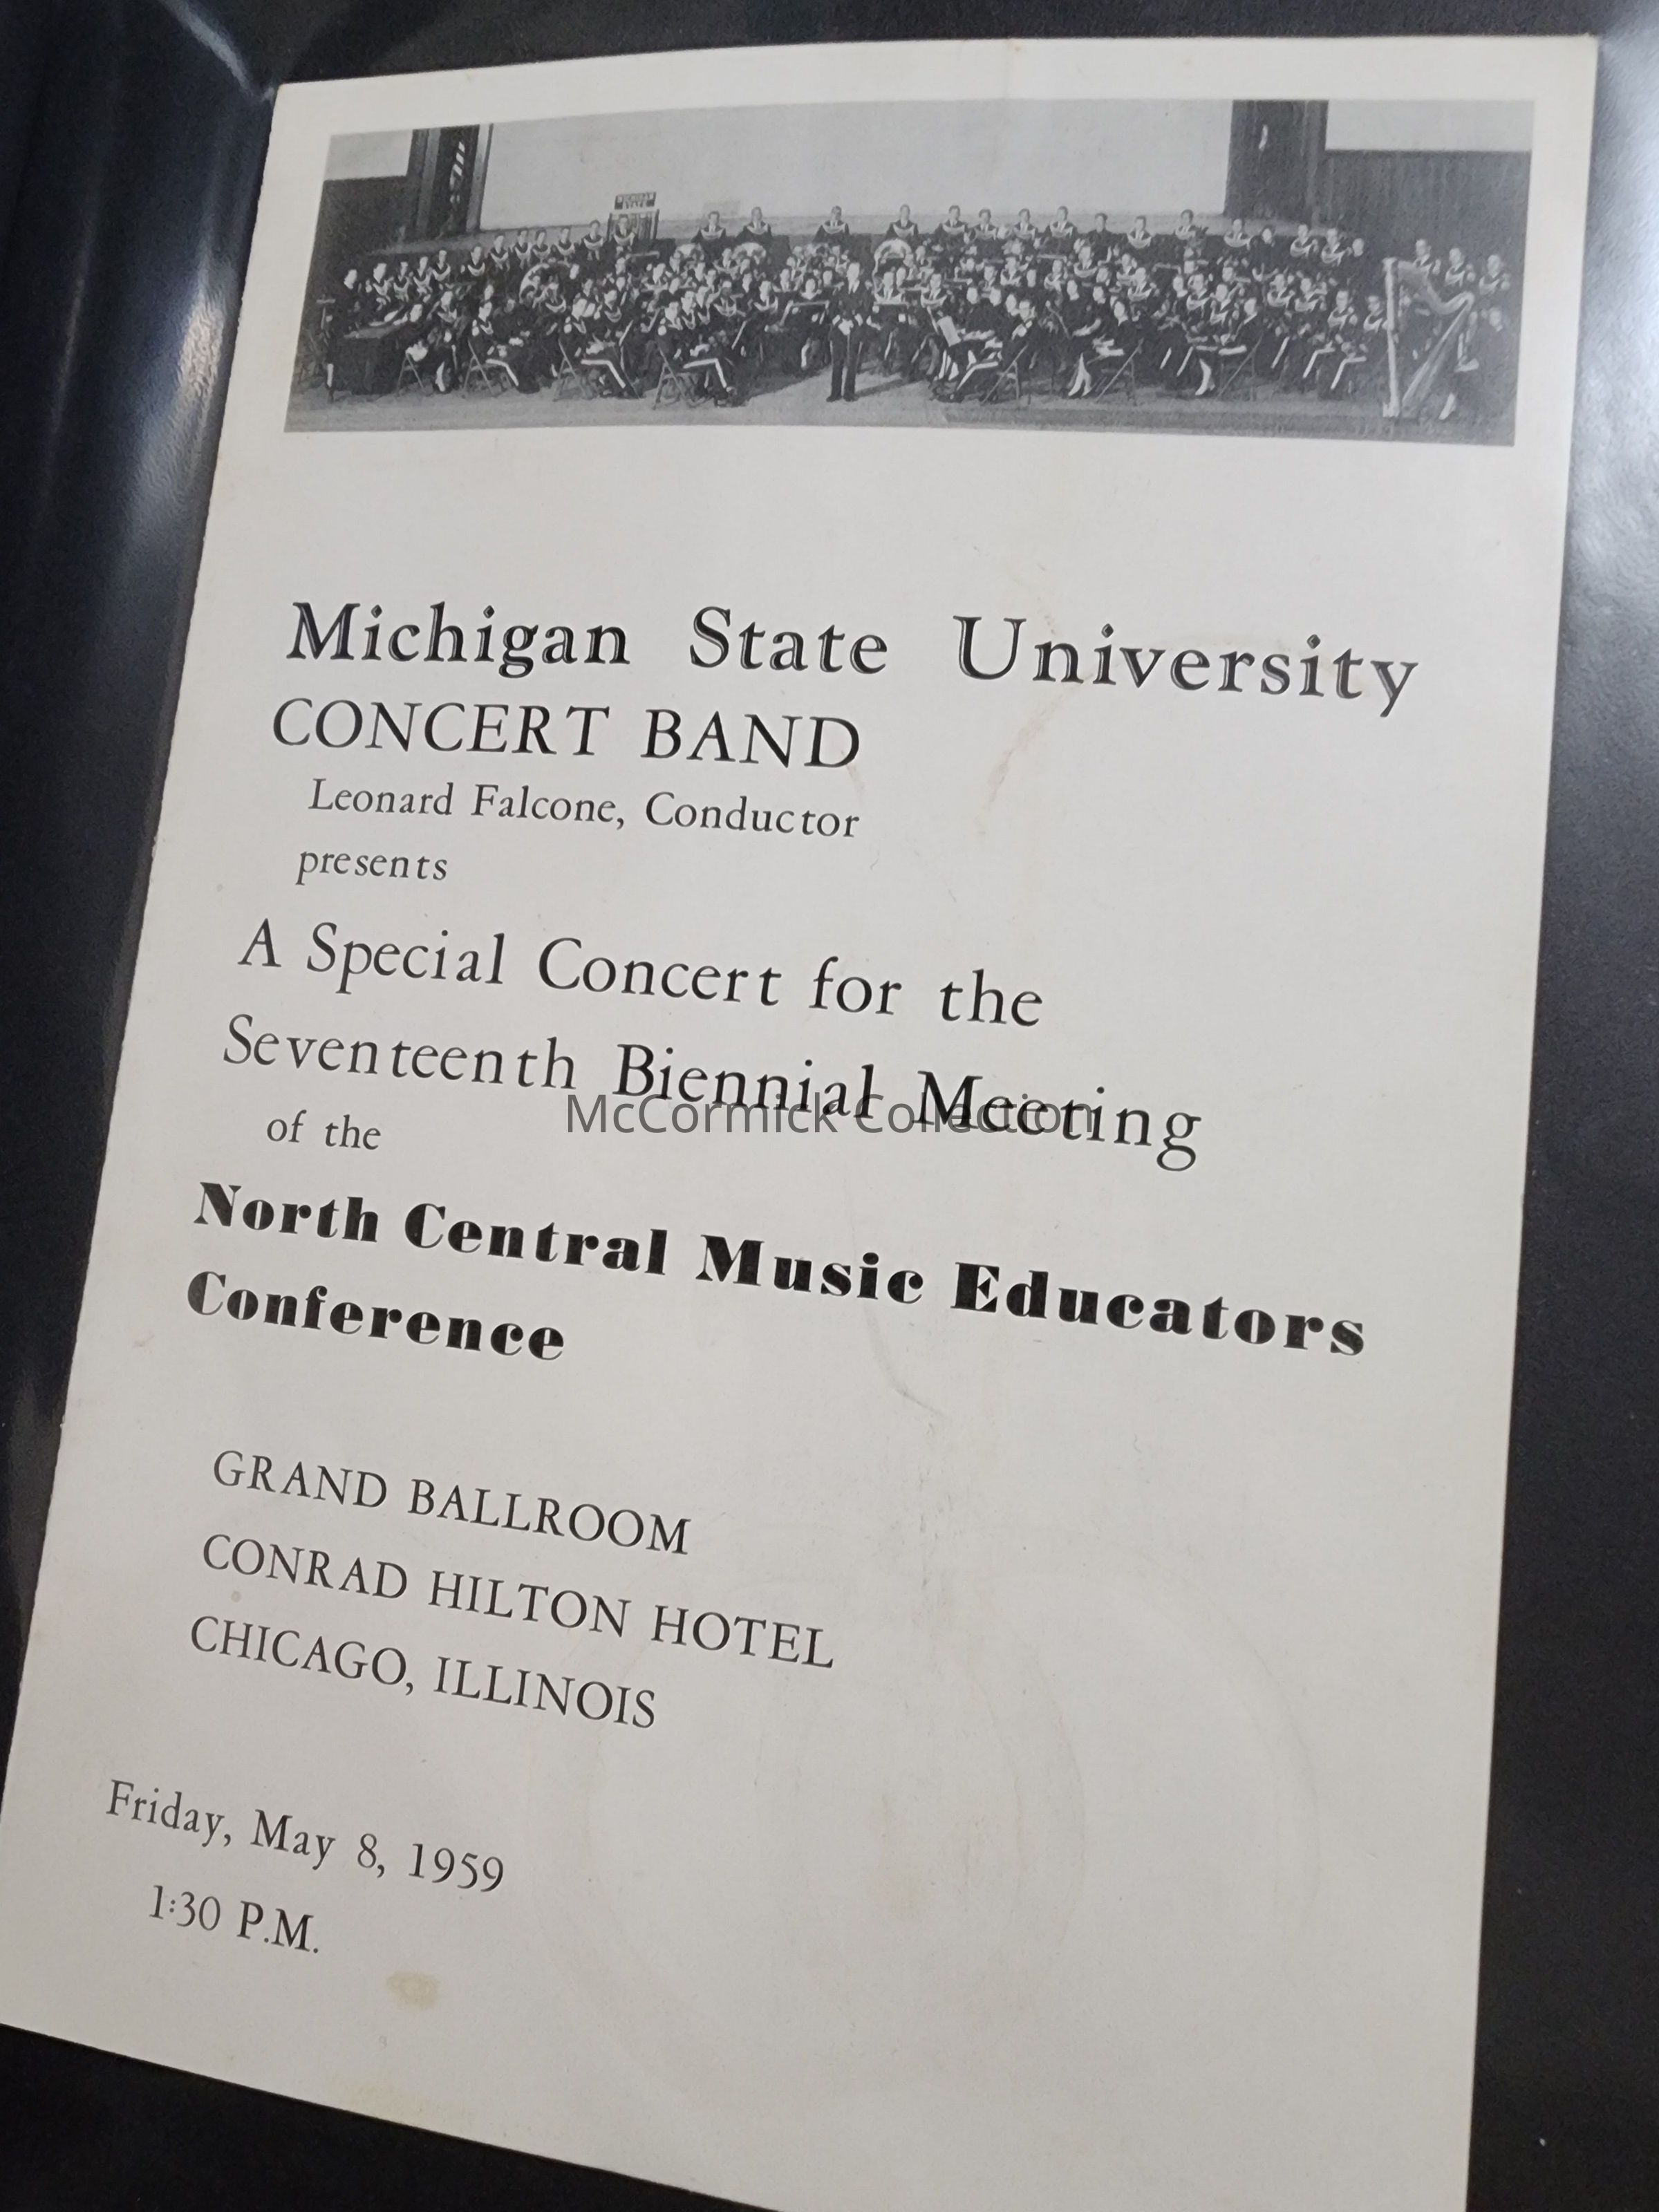 MICHIGAN
STATE
Michigan State University
CONCERT BAND
Leonard Falcone, Conductor
presents
A Special Concert for the
Seventeenth Biennial Meeting
McCormick Collection
of the
North Central Music Educators
Conference
GRAND BALLROOM
CONRAD HILTON HOTEL
CHICAGO, ILLINOIS
Friday, May 8, 1959
1:30 P.M.